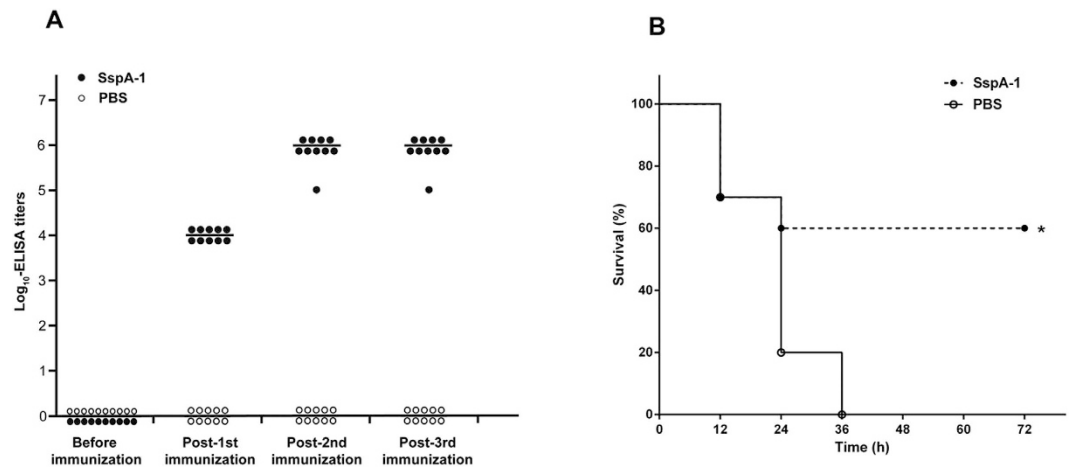 A
SspA-1
PBS
Log10-ELISA titers
7
6
5
4
3
2
1
0
Before
immunization
Post-1st
immunization
Post-2nd
immunization
Post-3rd
immunization
B
SspA-1
PBS
Survival (%)
100
80
60
40
20
0
*
0 12 24 36 48 60 72
Time (h)